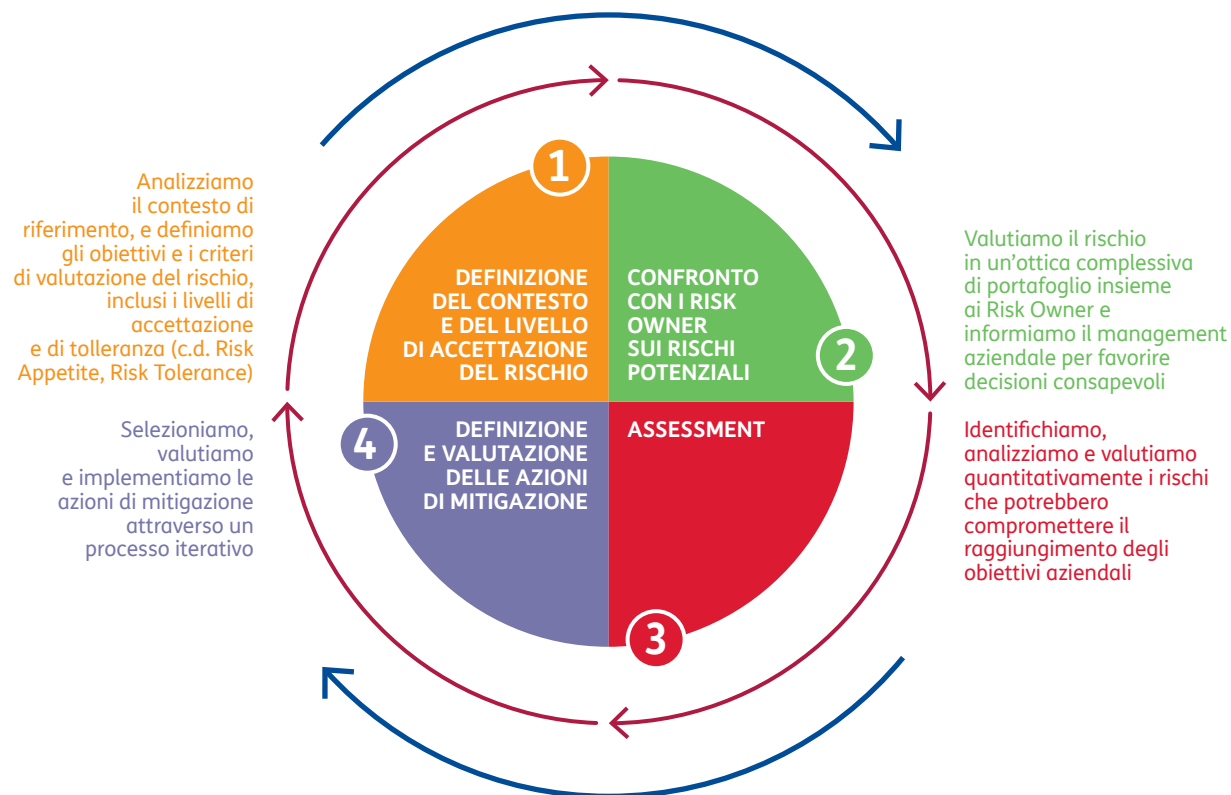 Analizziamo
il contesto di
riferimento, e definiamo
gli obiettivi e i criteri
di valutazione del rischio,
inclusi i livelli di
accettazione
e di tolleranza (c.d. Risk
Appetite, Risk Tolerance)
1
DEFINIZIONE
DEL CONTESTO
E DEL LIVELLO
DI ACCETTAZIONE
DEL RISCHIO
CONFRONTO
CON I RISK
OWNER
SUI RISCHI
POTENZIALI
2
Valutiamo il rischio
in un’ottica complessiva
di portafoglio insieme
ai Risk Owner e
informiamo il management
aziendale per favorire
decisioni consapevoli
ASSESSMENT
3
Identifichiamo,
analizziamo e valutiamo
quantitativamente i rischi
che potrebbero
compromettere il
raggiungimento degli
obiettivi aziendali
4
DEFINIZIONE
E VALUTAZIONE
DELLE AZIONI
DI MITIGAZIONE
Selezioniamo,
valutiamo
e implementiamo le
azioni di mitigazione
attraverso un
processo iterativo